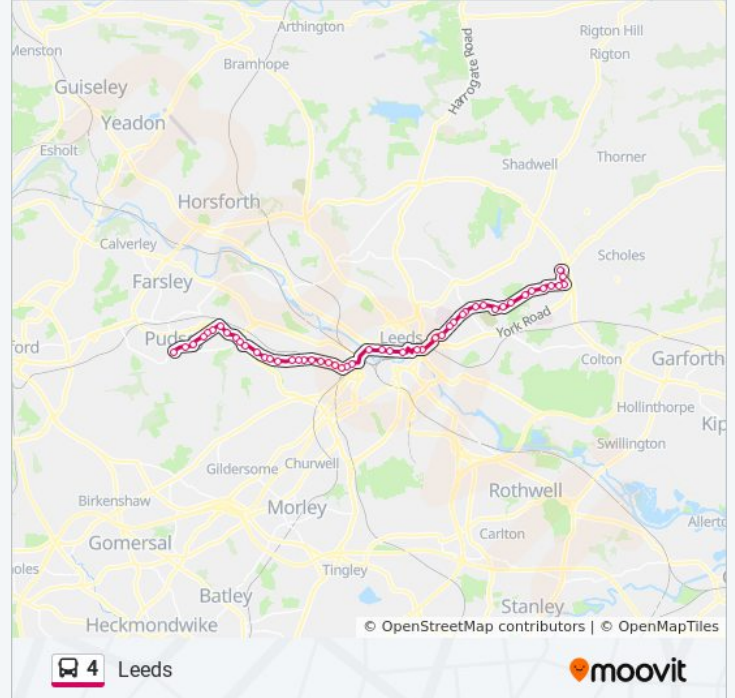 Arthington
Rigton Hill
Menston
Rigton
Bramhope
Harrogate Road
Guiseley
Yeadon
Esholt
Thorner
Shadwell
Horsforth
Calverley
Scholes
Farsley
York Road
Puds
Leeds
ford
Colton
Garforth
Hollinthorpe
Kip
Swillington
Gildersome
Churwell
Rothwell
Birkenshaw
Morley
Allerto
Carlton
Gomersal
oles
Tingley
Batley
Stanley
Heckmondwike
© OpenStreetMap contributors | © OpenMapTiles
4 Leeds
moovit